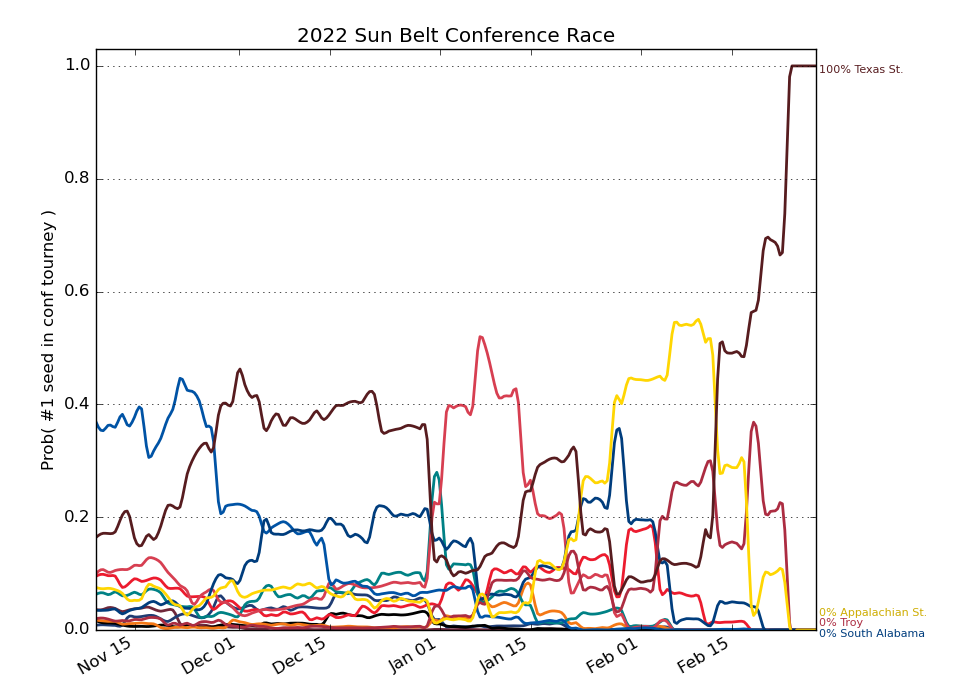 2022 Sun Belt Conference Race
Prob( #1 seed in conf tourney )
1.0
0.8
0.6
0.4
0.2
0.0
100% Texas St.
0% Appalachian St.
0% Troy
0% South Alabama
Nov 15
Dec 01
Dec 15
Jan 01
Jan 15
Feb 01
Feb 15